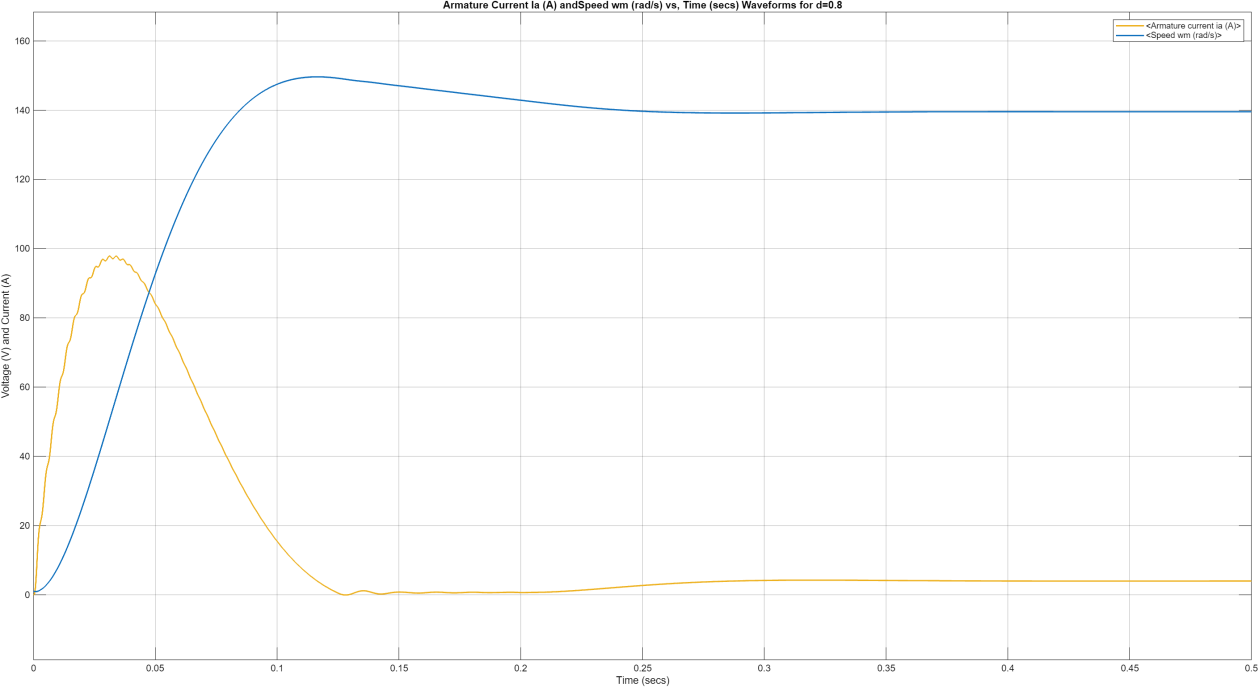 Armature Current Ia (A) andSpeed wm (rad/s) vs, Time (secs) Waveforms for d=0.8
<Armature current ia (A)>
<Speed wm (rad/s)>
160
140
120
100
80
60
40
20
0
Voltage (V) and Current (A)
0 0.05 0.1 0.15 0.2 0.25 0.3 0.35 0.4 0.45 0.5
Time (secs)